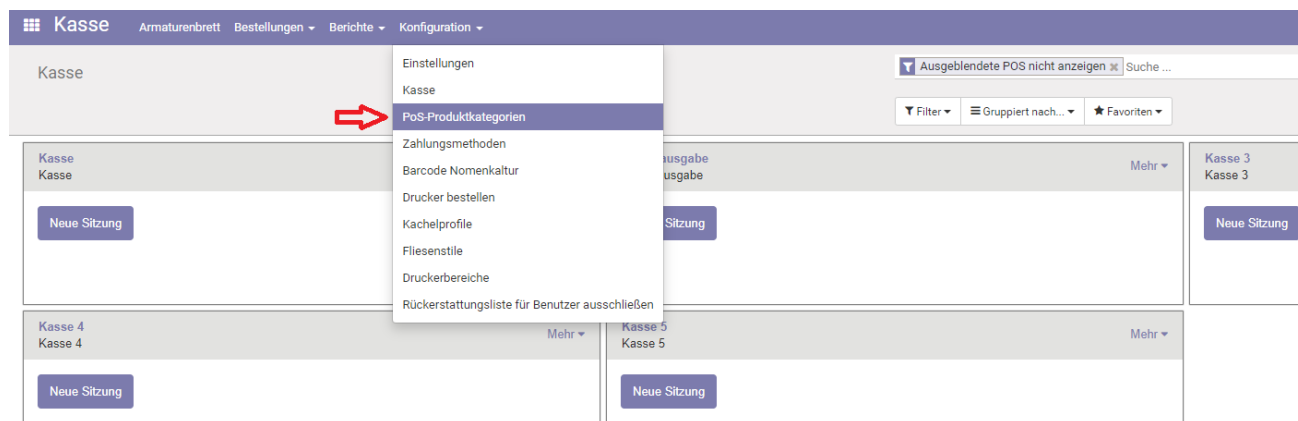 Kasse Armaturenbrett Bestellungen Berichte Konfiguration
Kasse
Ausgeblendete POS nicht anzeigen Suche ...
Filter Gruppiert nach... Favoriten
Einstellungen
Kasse
PoS-Produktkategorien
Zahlungsmethoden
Barcode Nomenkaltur
Drucker bestellen
Kachelprofile
Fliesenstile
Druckerbereiche
Rückerstattungsliste für Benutzer ausschließen
Kasse
Kasse
Neue Sitzung
ausgabe Mehr
usgabe
Sitzung
Kasse 3
Kasse 3
Neue Sitzung
Kasse 4 Mehr
Kasse 4
Neue Sitzung
Kasse 5 Mehr
Kasse 5
Neue Sitzung